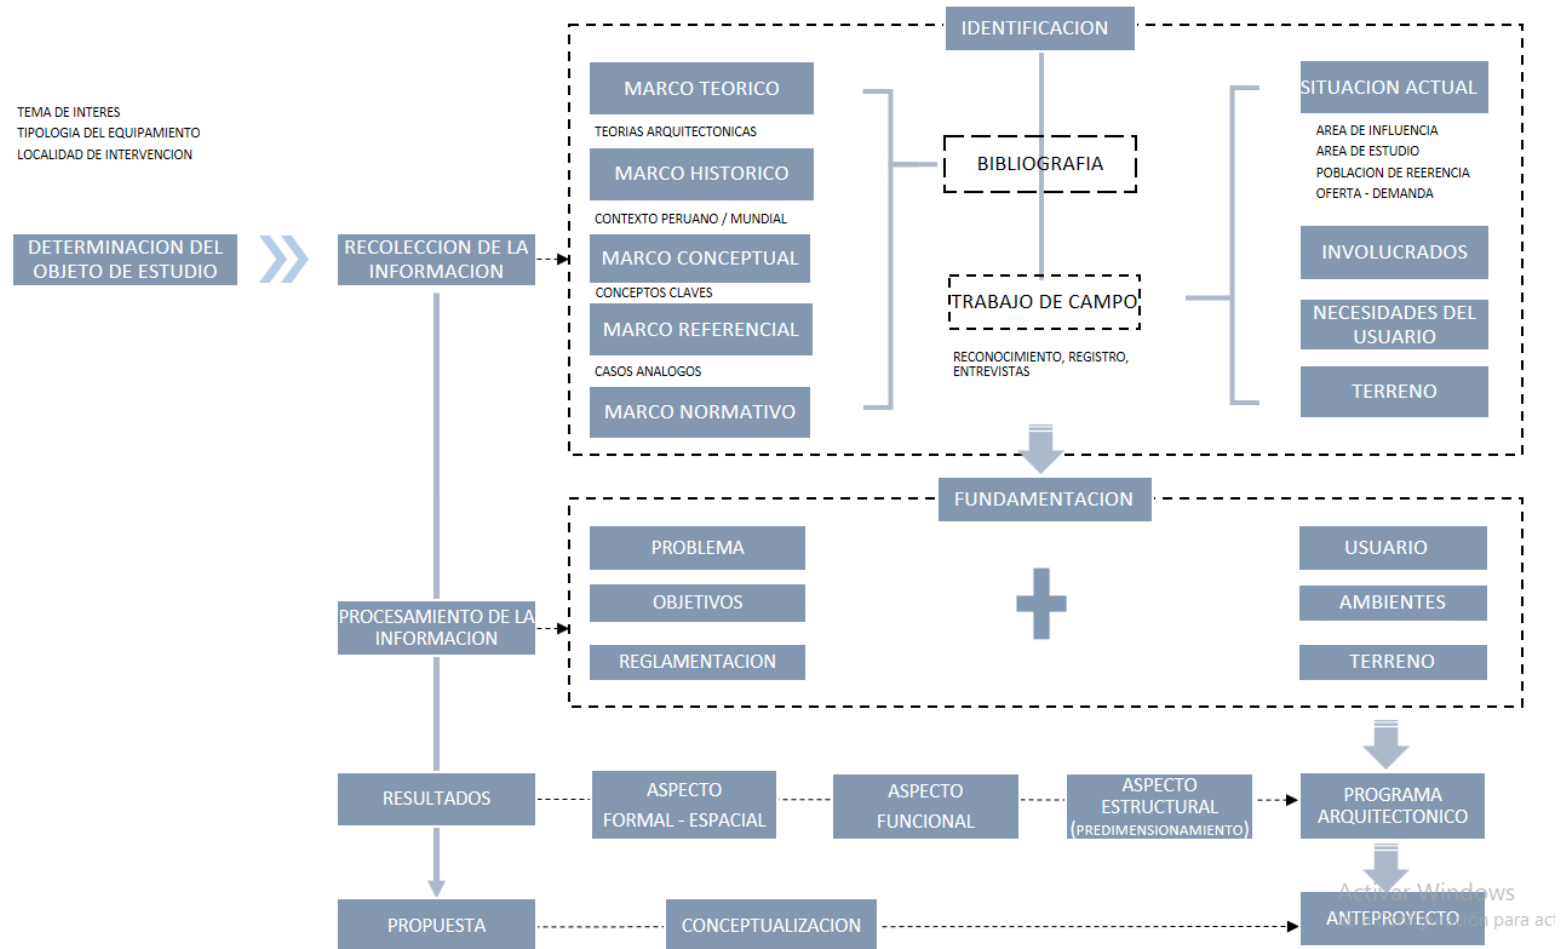 TEMA DE INTERES
TIPOLOGIA DEL EQUIPAMIENTO
LOCALIDAD DE INTERVENCION
DETERMINACION DEL
OBJETO DE ESTUDIO
RECOLECCION DE LA
INFORMACION
IDENTIFICACION
MARCO TEORICO
TEORIAS ARQUITECTONICAS
MARCO HISTORICO
CONTEXTO PERUANO / MUNDIAL
MARCO CONCEPTUAL
CONCEPTOS CLAVES
MARCO REFERENCIAL
CASOS ANALOGOS
MARCO NORMATIVO
BIBLIOGRAFIA
TRABAJO DE CAMPO
RECONOCIMIENTO, REGISTRO,
ENTREVISTAS
SITUACION ACTUAL
AREA DE INFLUENCIA
AREA DE ESTUDIO
POBLACION DE REERENCIA
OFERTA - DEMANDA
INVOLUCRADOS
NECESIDADES DEL
USUARIO
TERRENO
FUNDAMENTACION
PROCESAMIENTO DE LA
INFORMACION
PROBLEMA
OBJETIVOS
REGLAMENTACION
USUARIO
AMBIENTES
TERRENO
RESULTADOS
ASPECTO
FORMAL - ESPACIAL
ASPECTO
FUNCIONAL
ASPECTO
ESTRUCTURAL
(PREDIMENSIONAMIENTO)
PROGRAMA
ARQUITECTONICO
PROPUESTA
CONCEPTUALIZACION
ANTEPROYECTO
Activar Windows
para